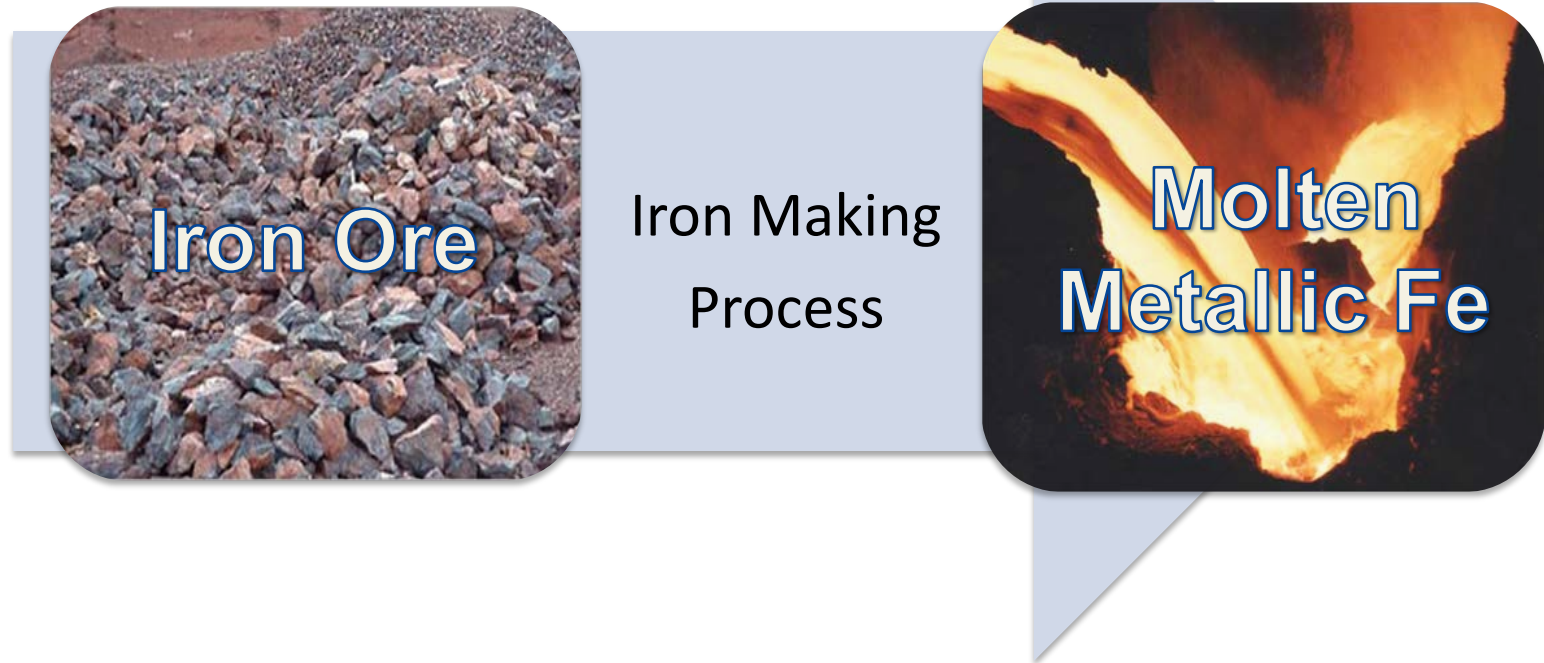 Iron Ore
Iron Making
Process
Molten
Metallic Fe